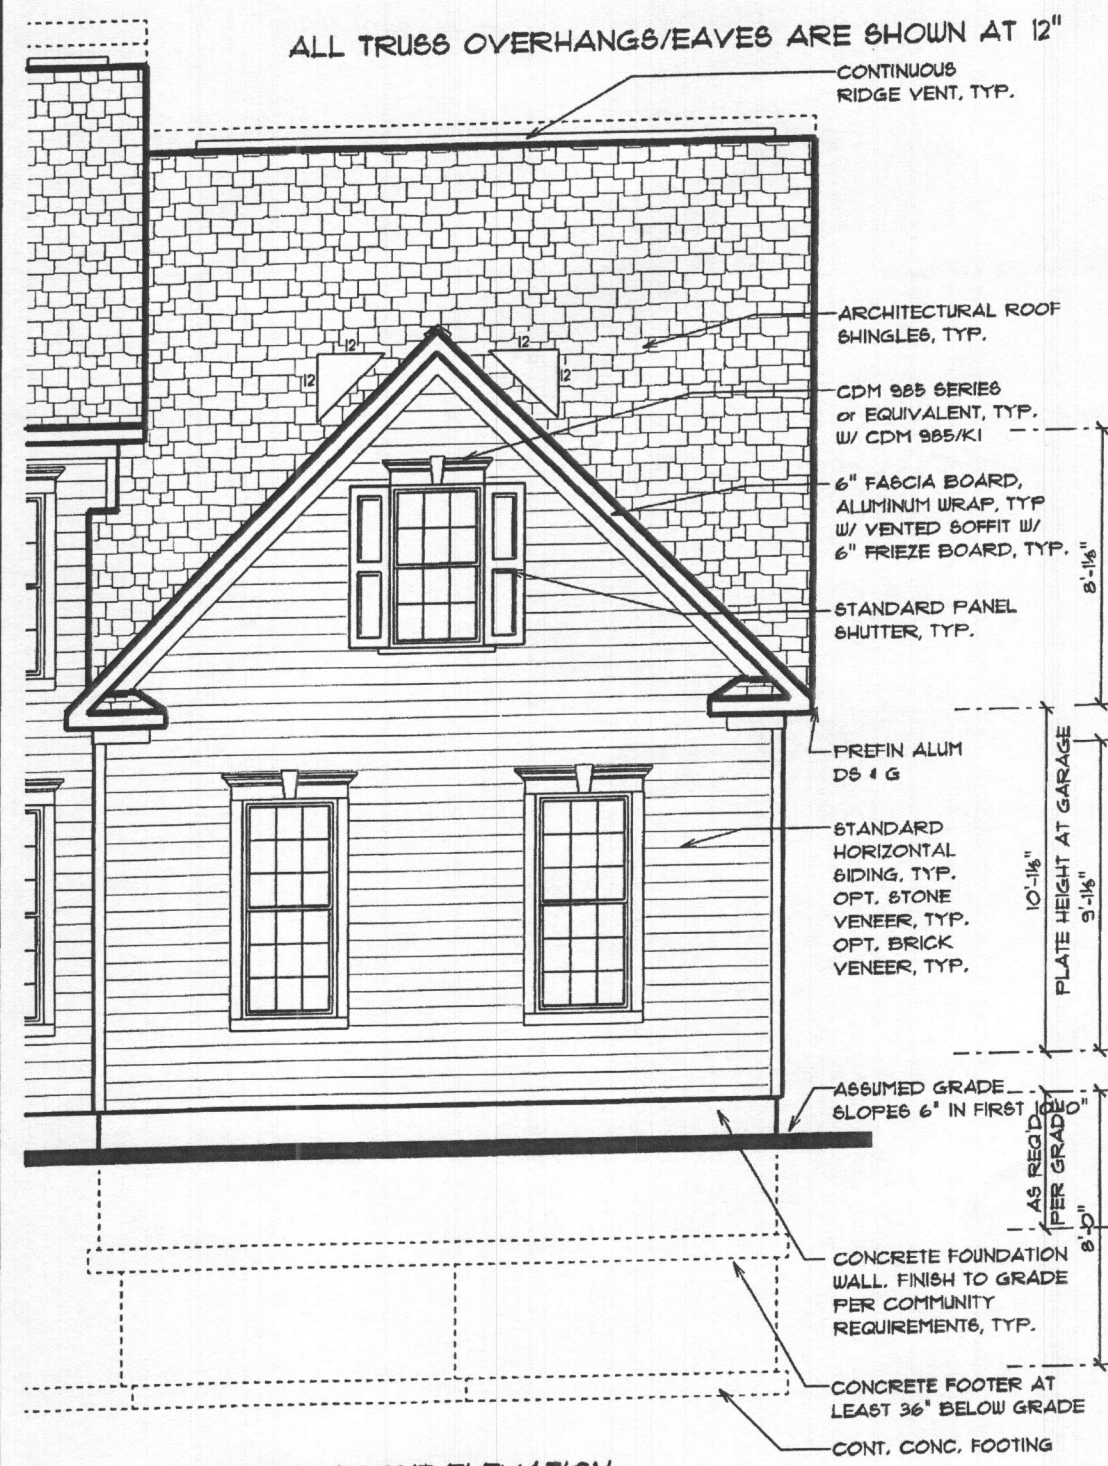 ALL TRUSS OVERHANGS/EAVES ARE SHOWN AT 12"
CONTINUOUS
RIDGE VENT, TYP.
ARCHITECTURAL ROOF
SHINGLES, TYP.
12
12
12
12
CDM 985 SERIES
or EQUIVALENT, TYP.
W/ CDM 985/K1
6" FASCIA BOARD,
ALUMINUM WRAP, TYP
W/ VENTED SOFFIT W/
6" FRIEZE BOARD, TYP.
8'-1⅛"
STANDARD PANEL
SHUTTER, TYP.
PREFIN ALUM
DS & G
STANDARD
HORIZONTAL
SIDING, TYP.
OPT. STONE
VENEER, TYP.
OPT. BRICK
VENEER, TYP.
10'-1⅛"
PLATE HEIGHT AT GARAGE
9'-1⅛"
ASSUMED GRADE
SLOPES 6" IN FIRST 10'-0"
AS REQ'D
PER GRADE
8'-0"
CONCRETE FOUNDATION
WALL. FINISH TO GRADE
PER COMMUNITY
REQUIREMENTS, TYP.
CONCRETE FOOTER AT
LEAST 36" BELOW GRADE
CONT. CONC. FOOTING
ELEVATION